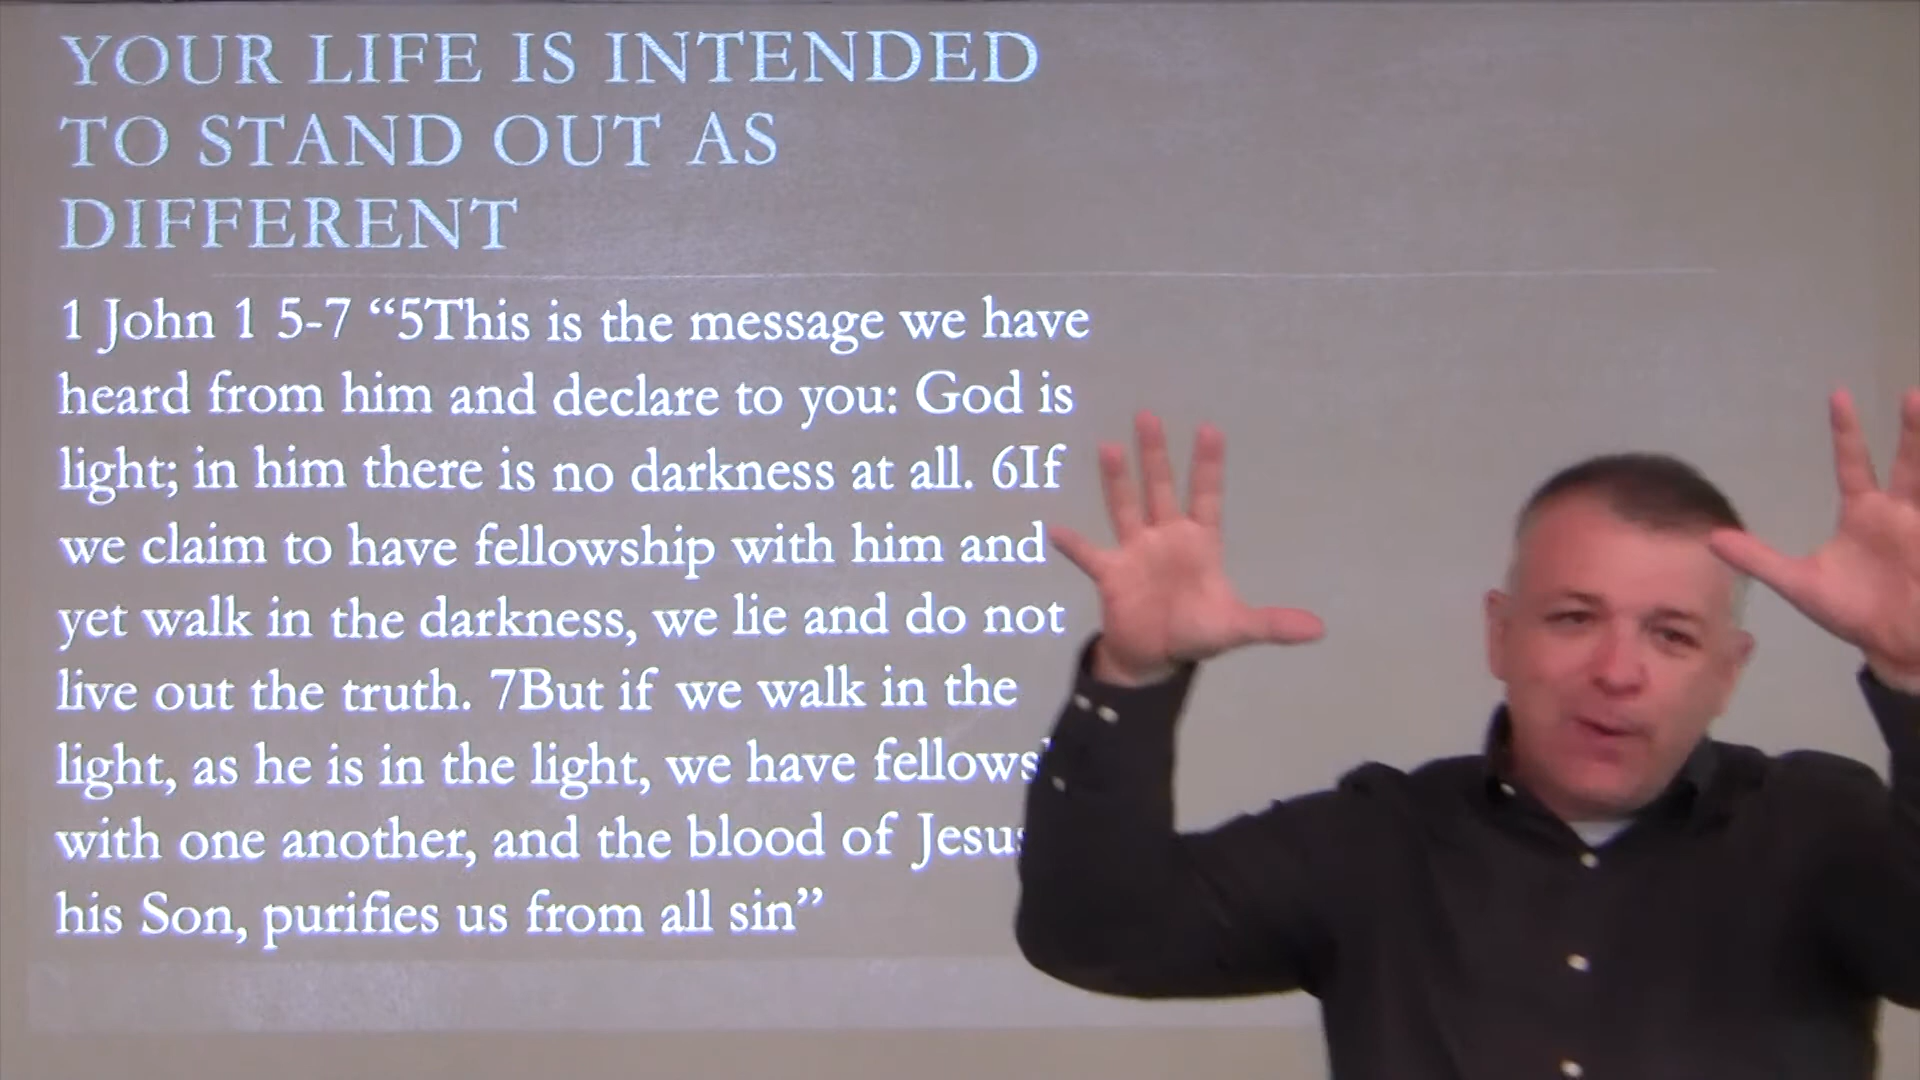 YOUR LIFE IS INTENDED
TO STAND OUT AS
DIFFERENT
1 John 1 5-7 “5This is the message we have
heard from him and declare to you: God is
light; in him there is no darkness at all. 6If
we claim to have fellowship with him and
yet walk in the darkness, we lie and do not
live out the truth. 7But if we walk in the
light, as he is in the light, we have fellows
with one another, and the blood of Jesus
his Son, purifies us from all sin”